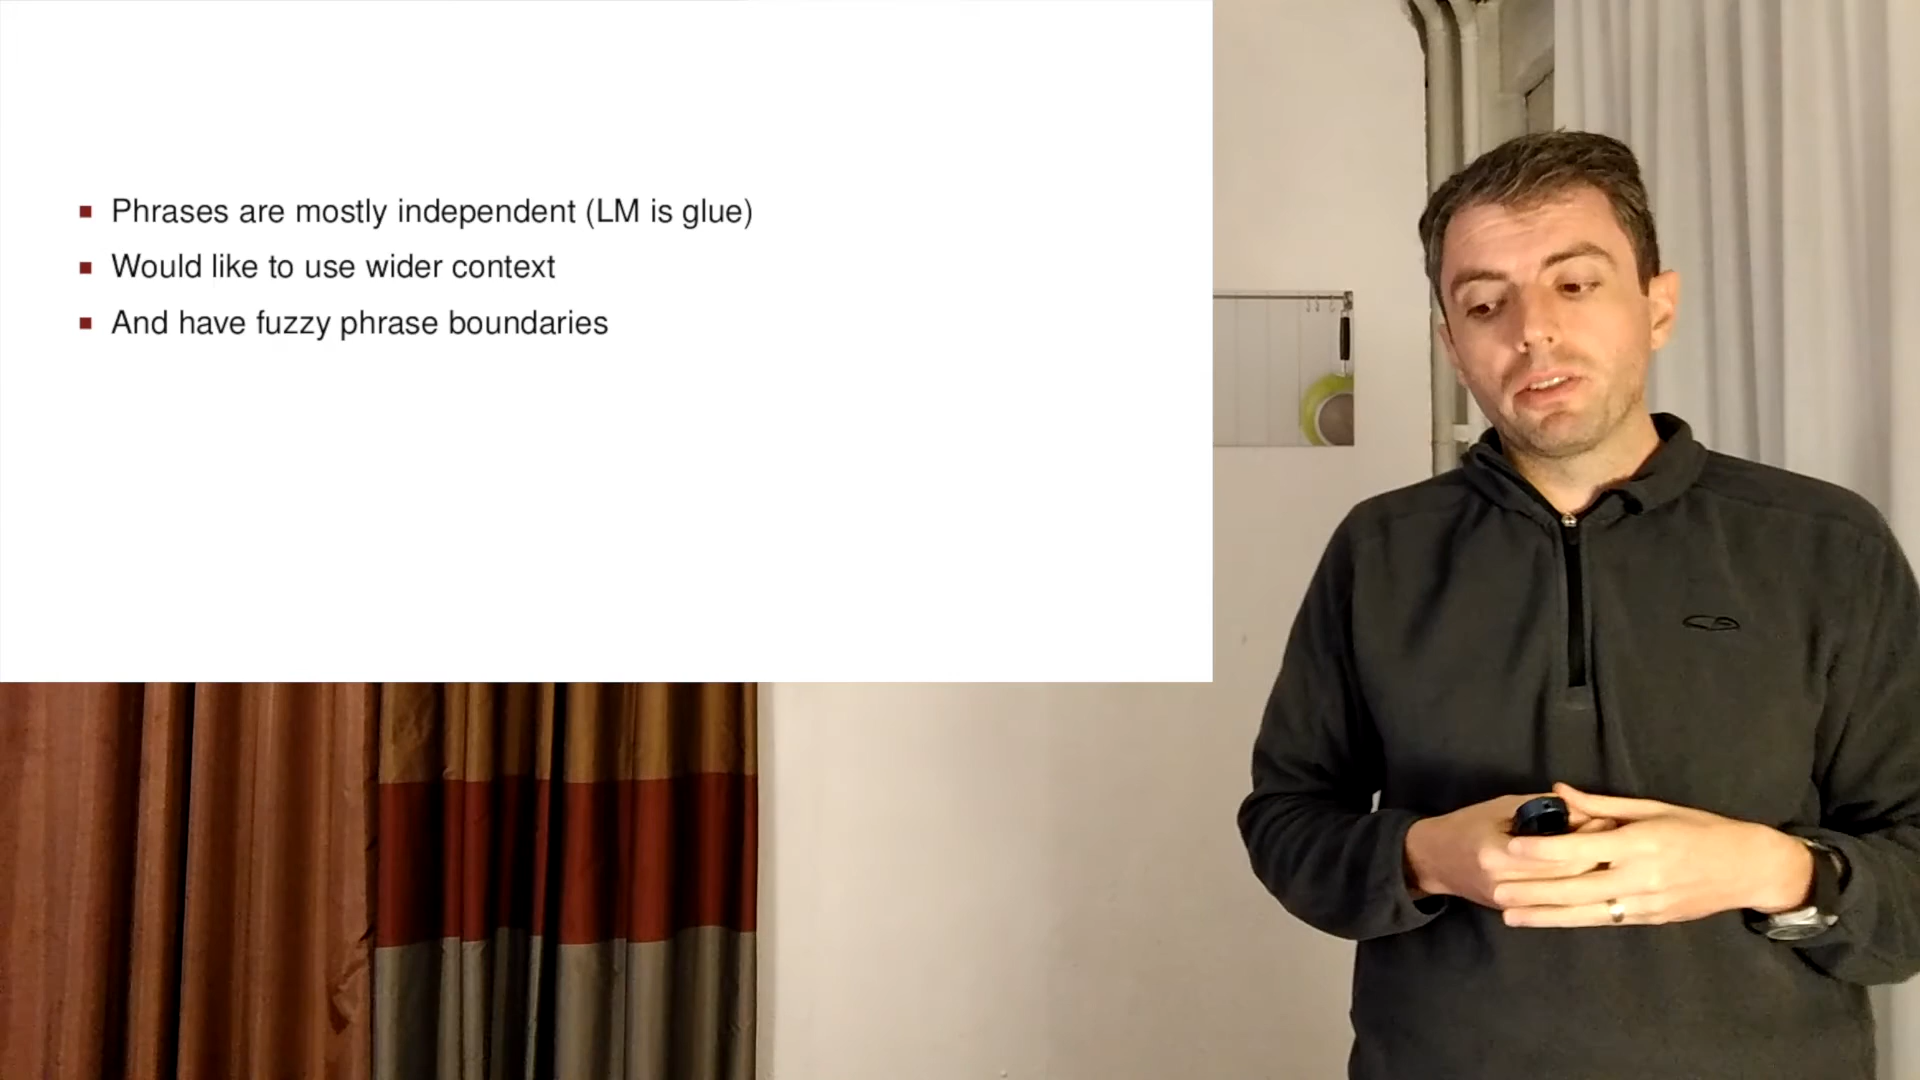 Phrases are mostly independent (LM is glue)
Would like to use wider context
And have fuzzy phrase boundaries